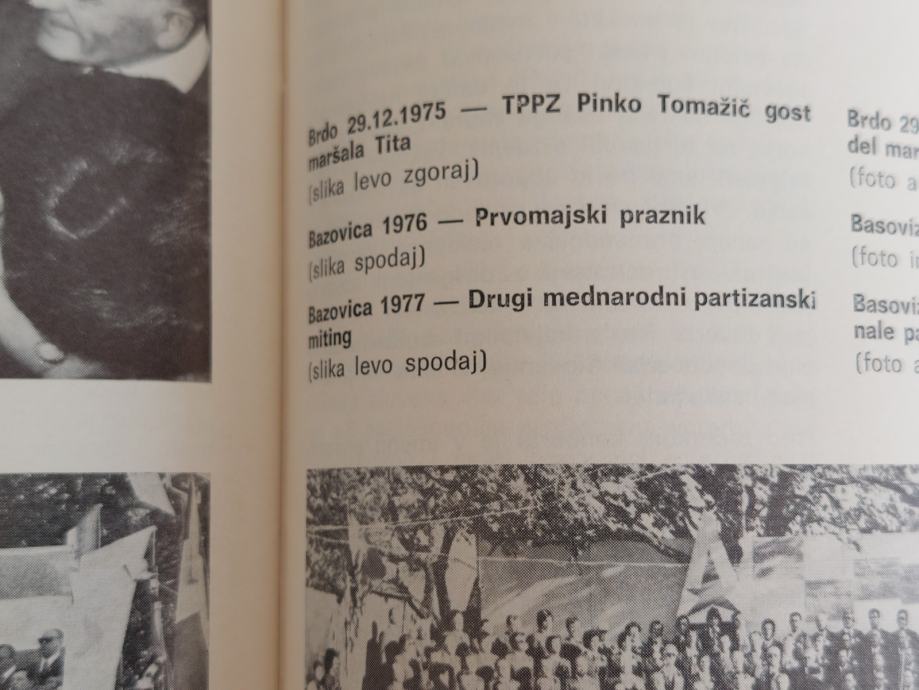 Brdo 29.12.1975 — TPPZ Pinko Tomažič gost
maršala Tita
(slika levo zgoraj)
Bazovica 1976 — Prvomajski praznik
(slika spodaj)
Bazovica 1977 — Drugi mednarodni partizanski
miting
(slika levo spodaj)
Brdo 29
del mar
(foto a
Basoviz
(foto in
Basoviz
nale pa
(foto a